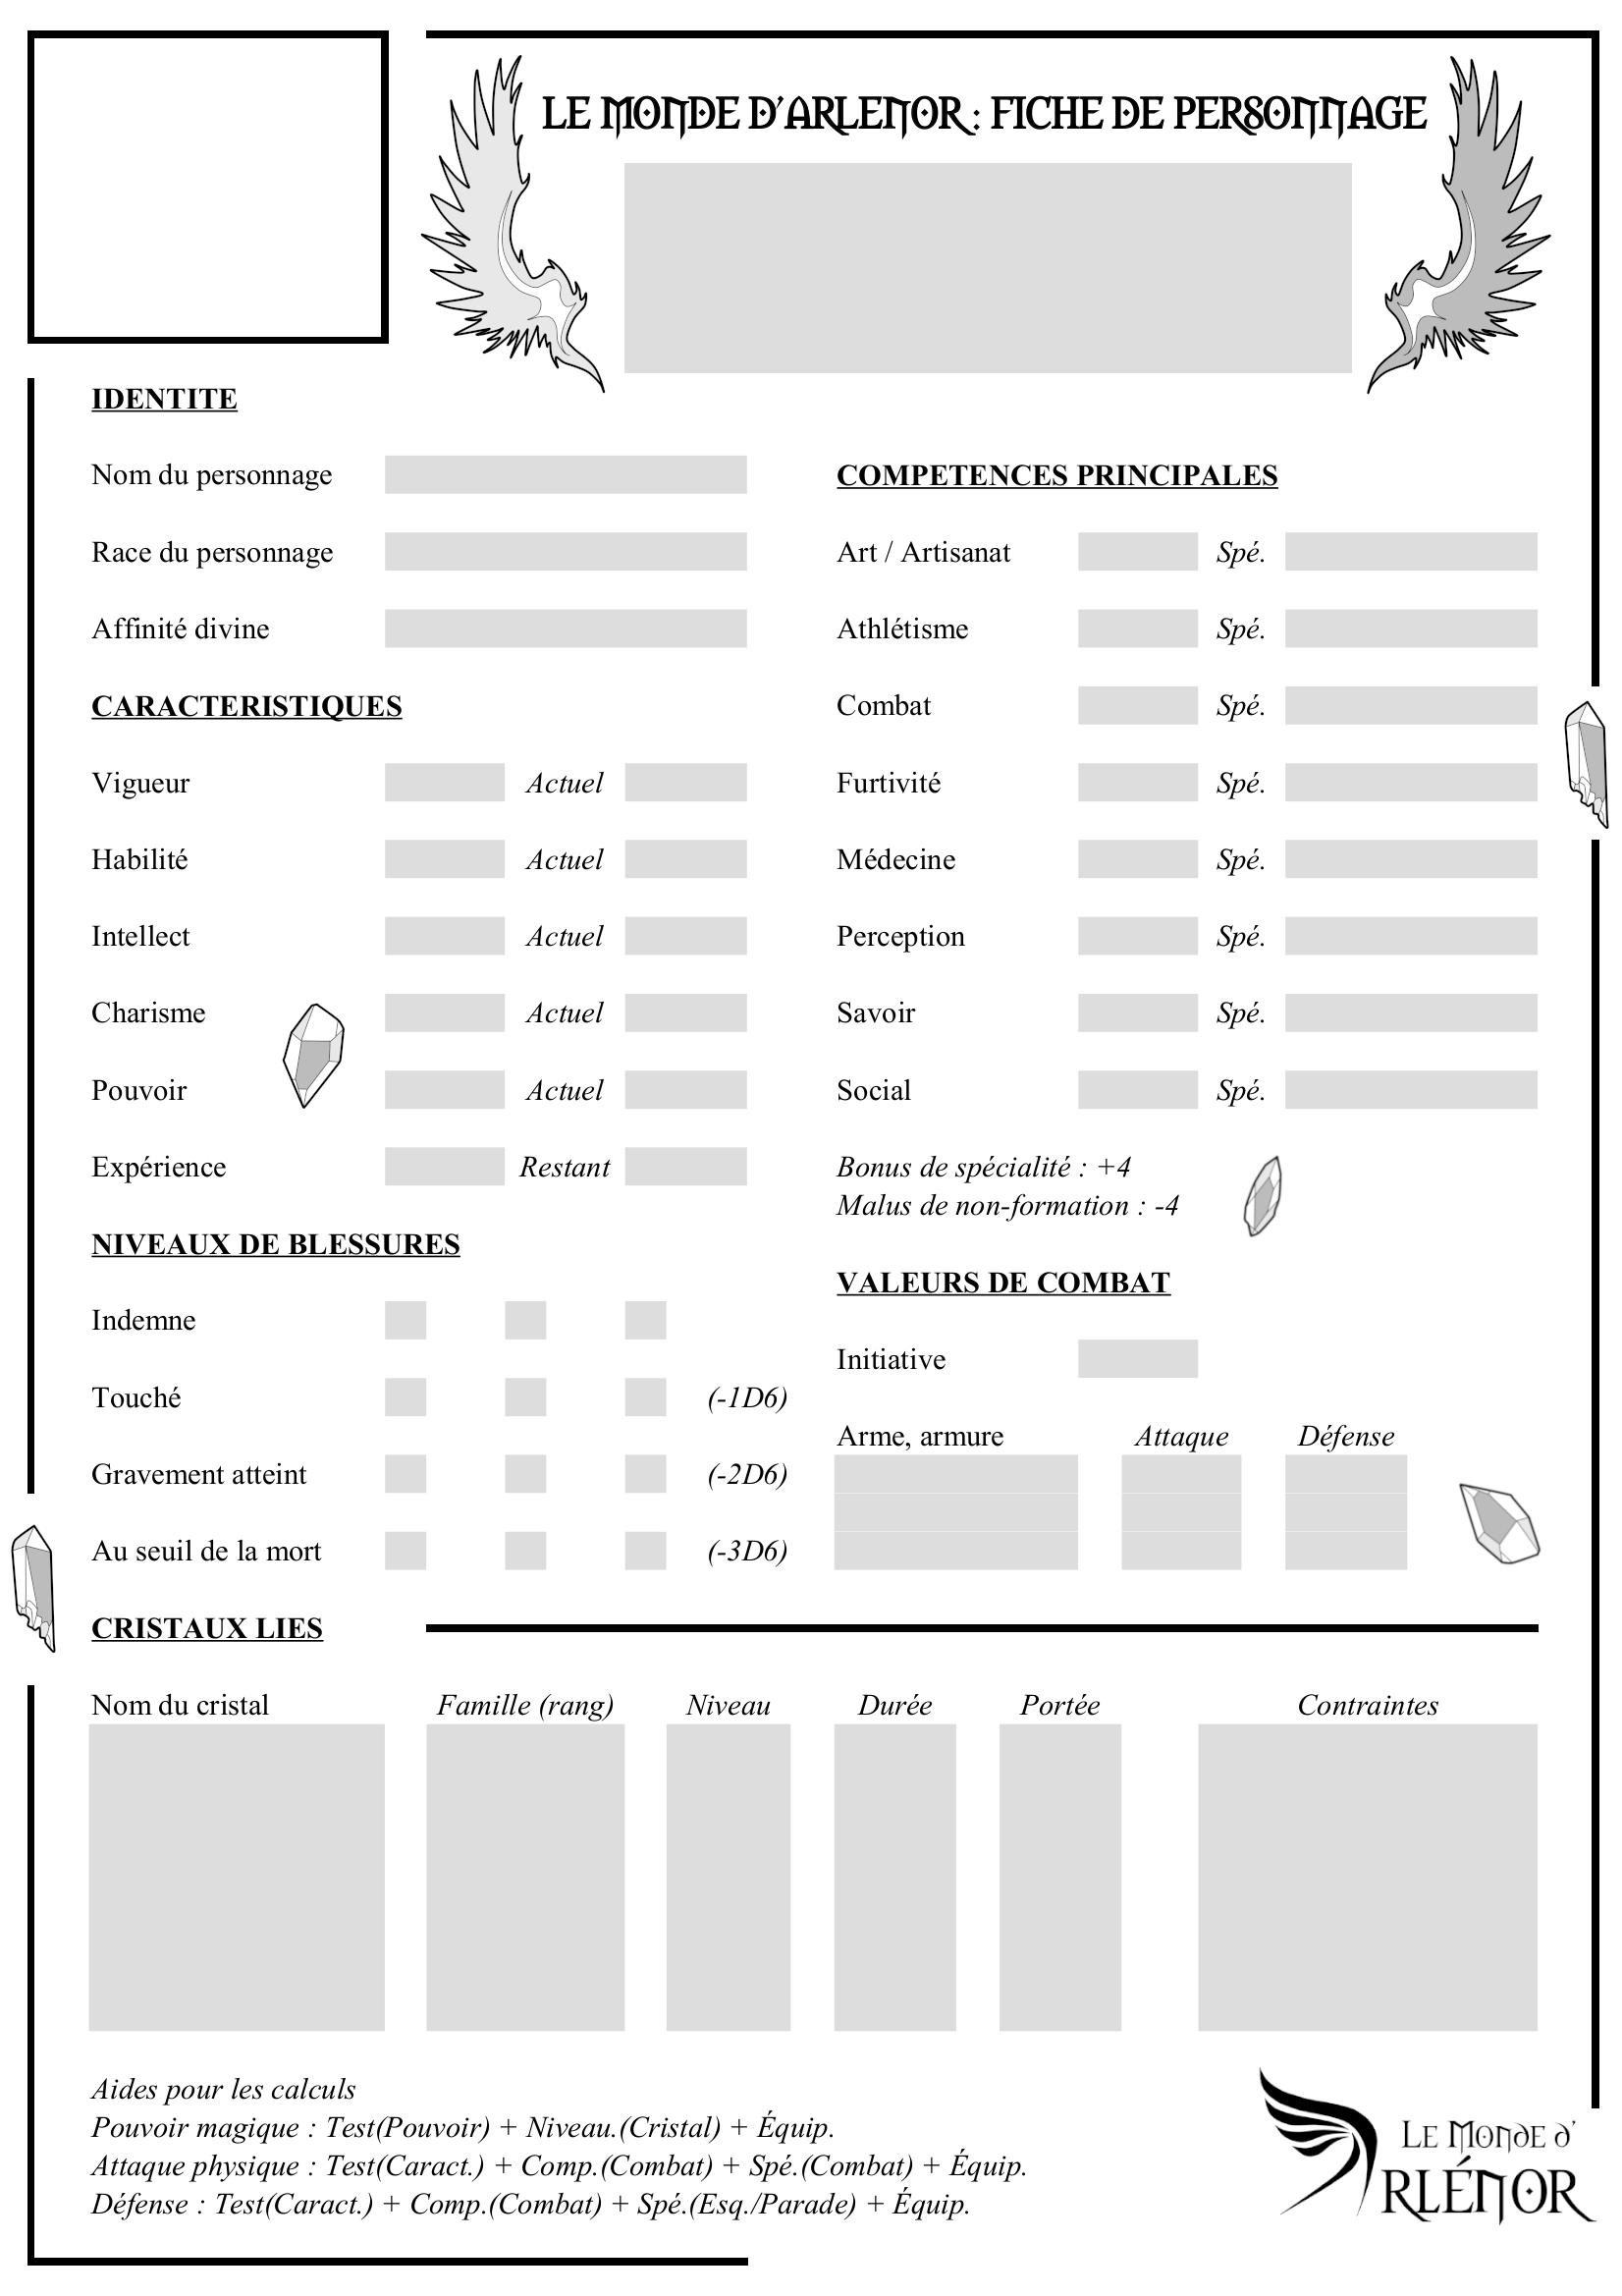 LE MONDE D'ARLENOR : FICHE DE PERSONNAGE
IDENTITE
Nom du personnage
Race du personnage
Affinité divine
CARACTERISTIQUES
Vigueur Actuel
Habilité Actuel
Intellect Actuel
Charisme Actuel
Pouvoir Actuel
Expérience Restant
NIVEAUX DE BLESSURES
Indemne
Touché (-1D6)
Gravement atteint (-2D6)
Au seuil de la mort (-3D6)
COMPETENCES PRINCIPALES
Art / Artisanat Spé.
Athlétisme Spé.
Combat Spé.
Furtivité Spé.
Médecine Spé.
Perception Spé.
Savoir Spé.
Social Spé.
Bonus de spécialité : +4
Malus de non-formation : -4
VALEURS DE COMBAT
Initiative
Arme, armure Attaque Défense
CRISTAUX LIES
Nom du cristal Famille (rang) Niveau Durée Portée Contraintes
Aides pour les calculs
Pouvoir magique : Test(Pouvoir) + Niveau.(Cristal) + Équip.
Attaque physique : Test(Caract.) + Comp.(Combat) + Spé.(Combat) + Équip.
Défense : Test(Caract.) + Comp.(Combat) + Spé.(Esq./Parade) + Équip.
LE MONDE D'
ARLÉNOR